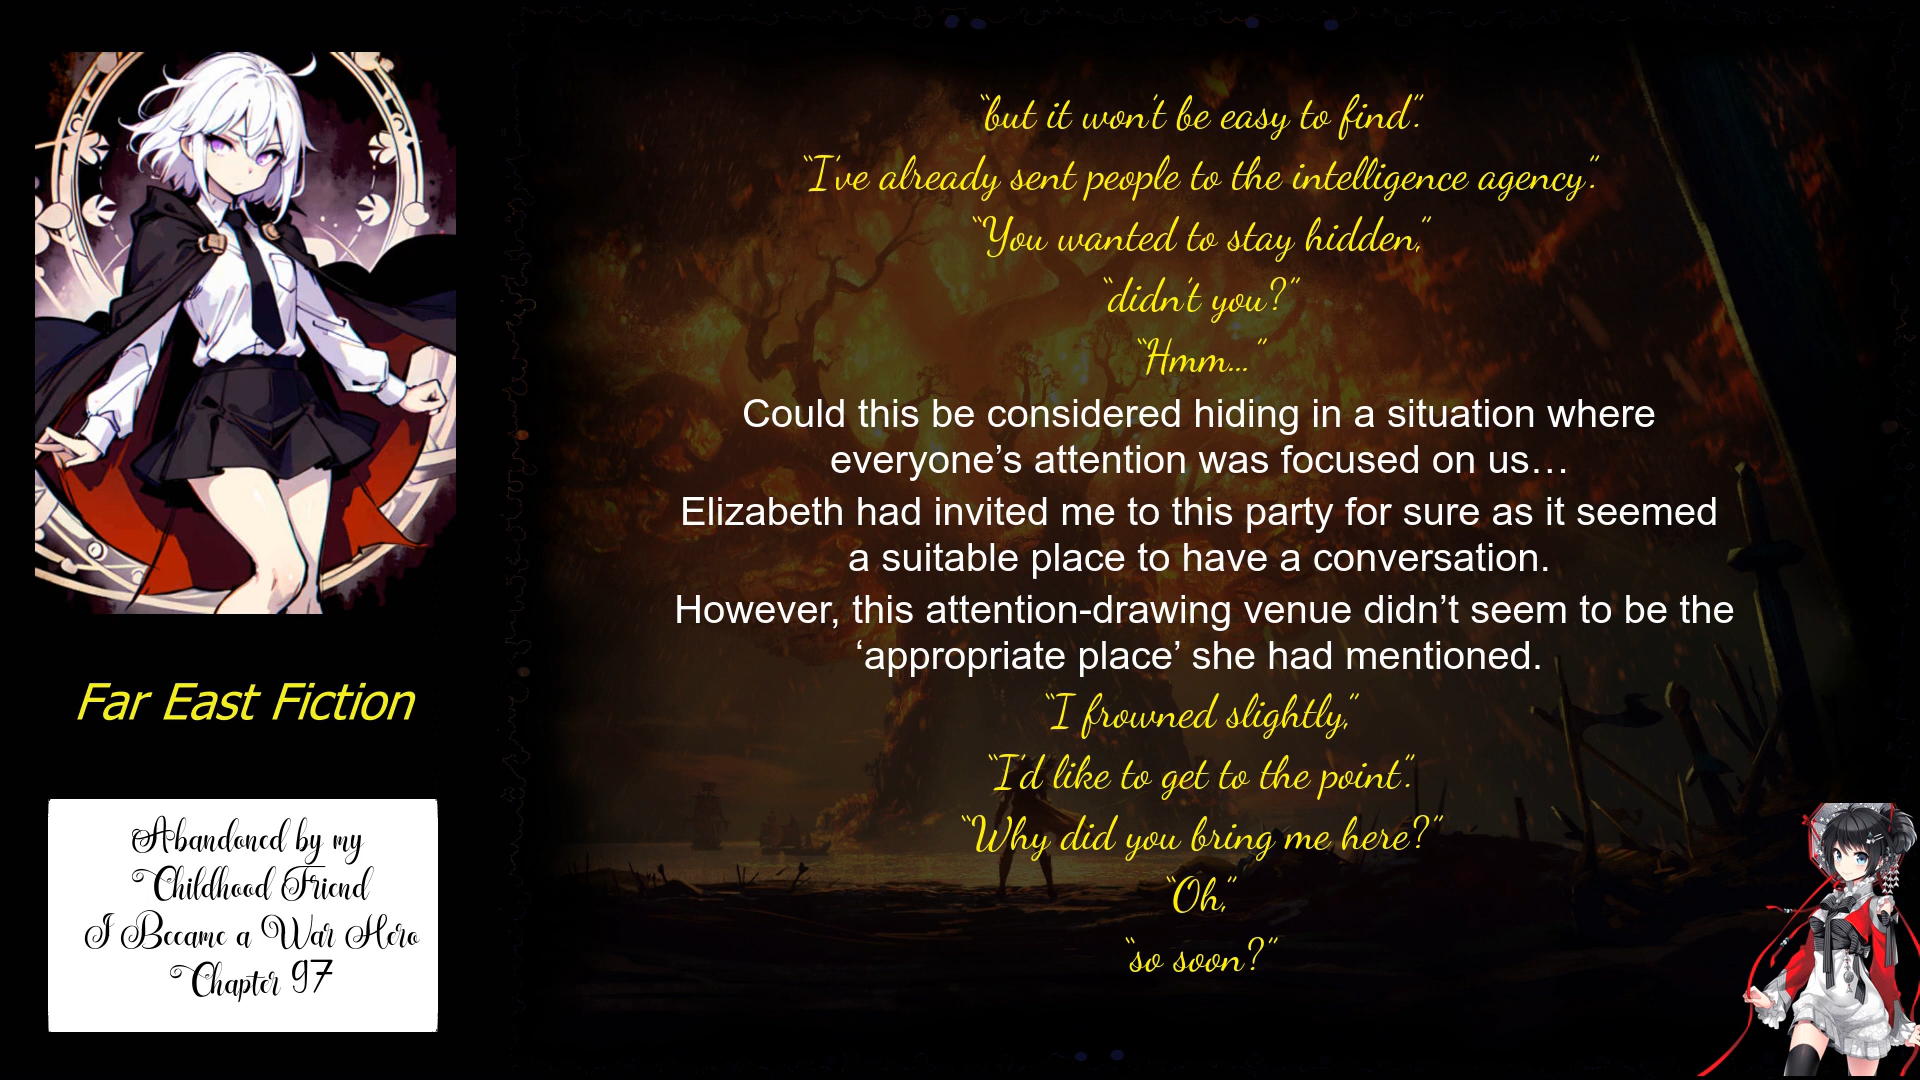 “but it won’t be easy to find”.
“I’ve already sent people to the intelligence agency”.
“You wanted to stay hidden,”
“didn’t you?”
“Hmm…”
Could this be considered hiding in a situation where
everyone’s attention was focused on us…
Elizabeth had invited me to this party for sure as it seemed
a suitable place to have a conversation.
However, this attention-drawing venue didn’t seem to be the
‘appropriate place’ she had mentioned.
“I frowned slightly,”
“I’d like to get to the point”.
“Why did you bring me here?”
“Oh,”
“so soon?”
Far East Fiction
Abandoned by my
Childhood Friend
I Became a War Hero
Chapter 97